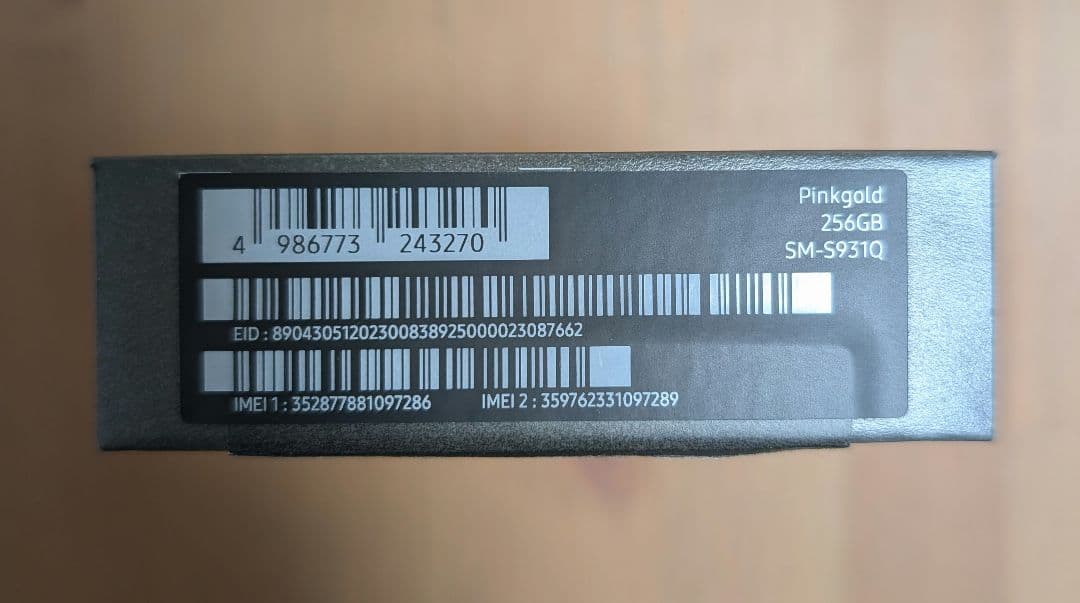 4 986773 243270
Pinkgold
256GB
SM-S931Q
EID : 89043051202300838925000023087662
IMEI 1 : 352877881097286 IMEI 2 : 359762331097289